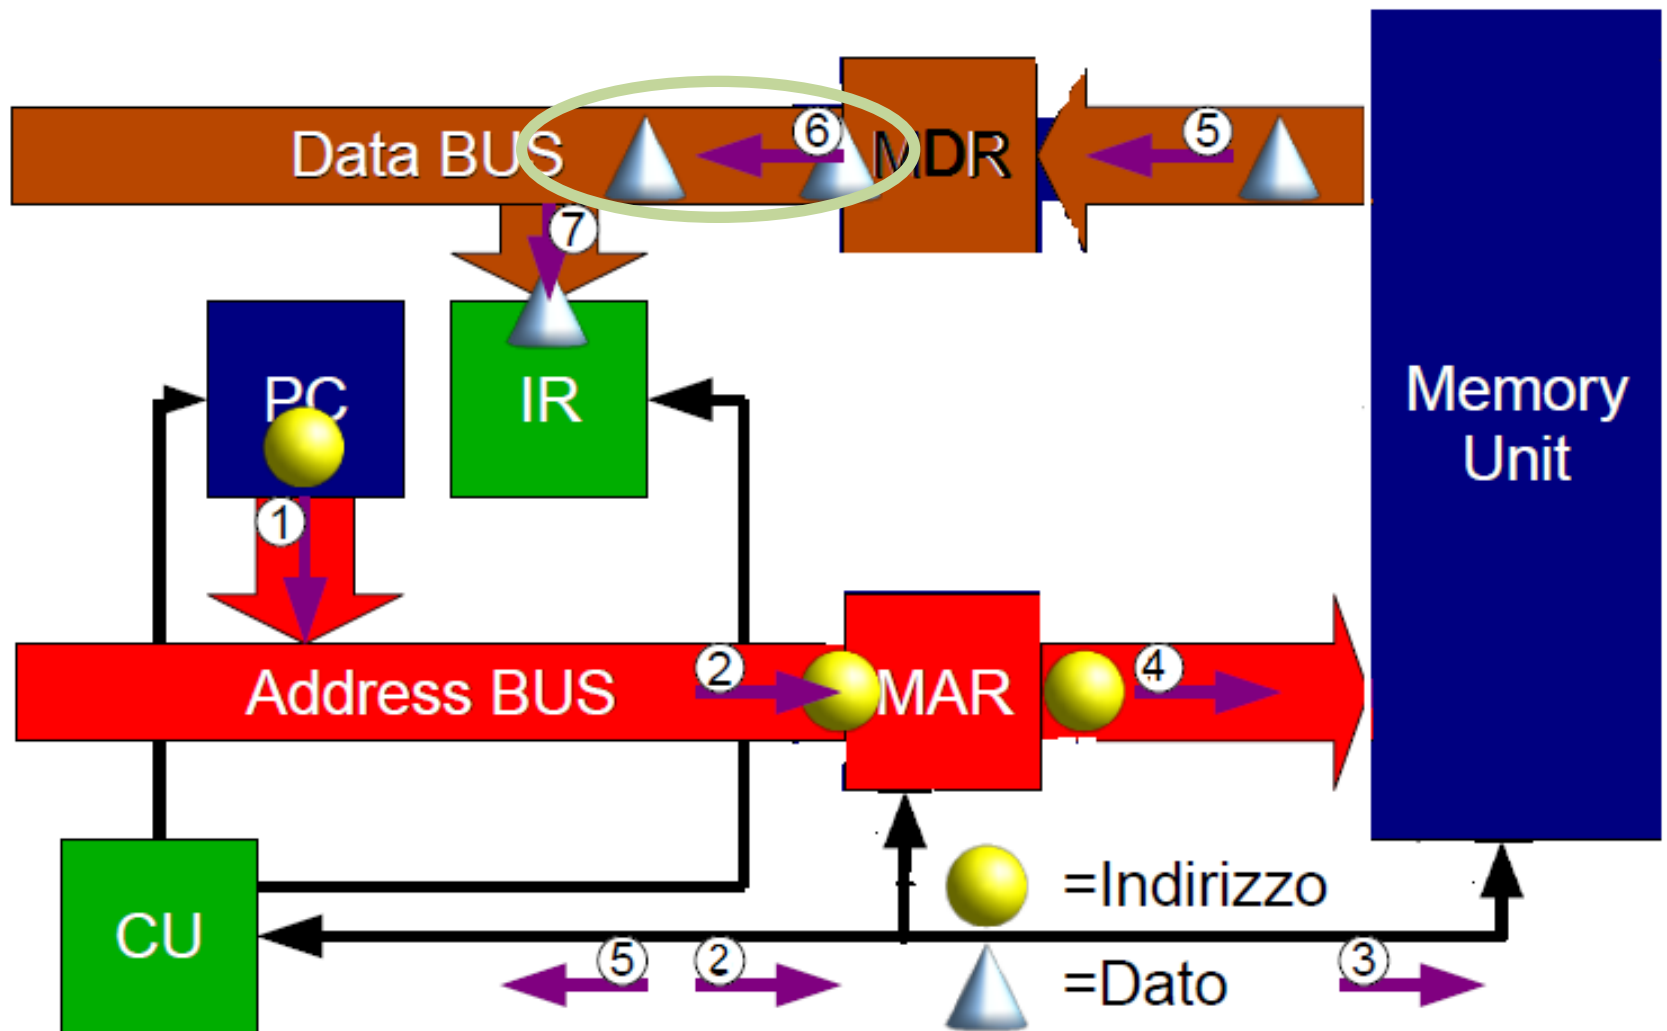 Data BUS
6
MDR
5
7
PC
IR
Memory
Unit
1
Address BUS
2
MAR
4
CU
=Indirizzo
5
2
3
=Dato